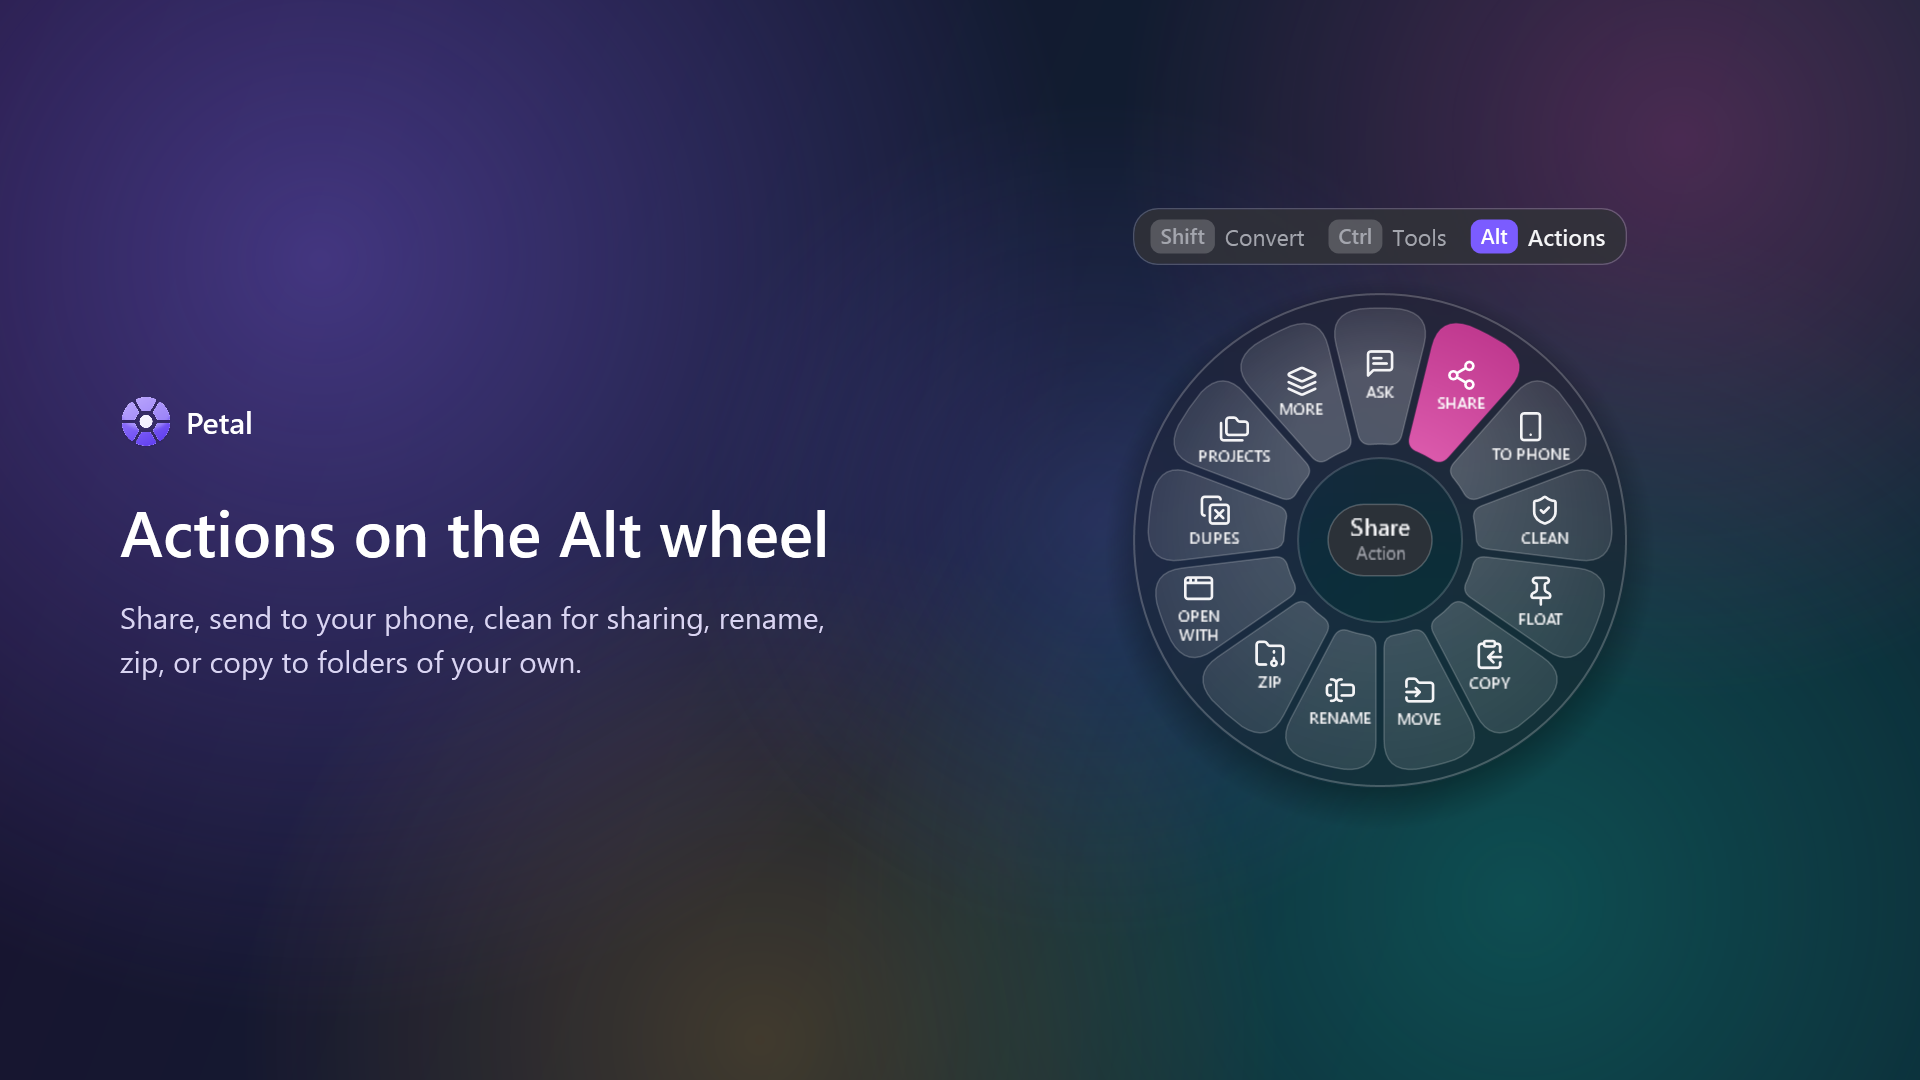 Petal
Actions on the Alt wheel
Share, send to your phone, clean for sharing, rename,
zip, or copy to folders of your own.
Shift Convert Ctrl Tools Alt Actions
ASK
SHARE
TO PHONE
CLEAN
FLOAT
COPY
MOVE
RENAME
ZIP
OPEN
WITH
DUPES
PROJECTS
MORE
Share
Action